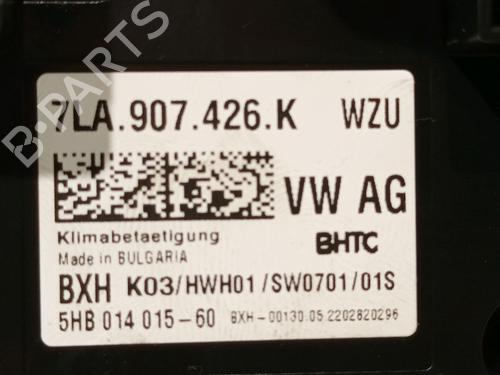 B-PARTS
7LA.907.426.K WZU
VW AG
Klimabetaetigung
Made in BULGARIA
BHTC
BXH K03/HWH01/SW0701/01S
5HB 014 015-60 BXH-00130.05.2202820296